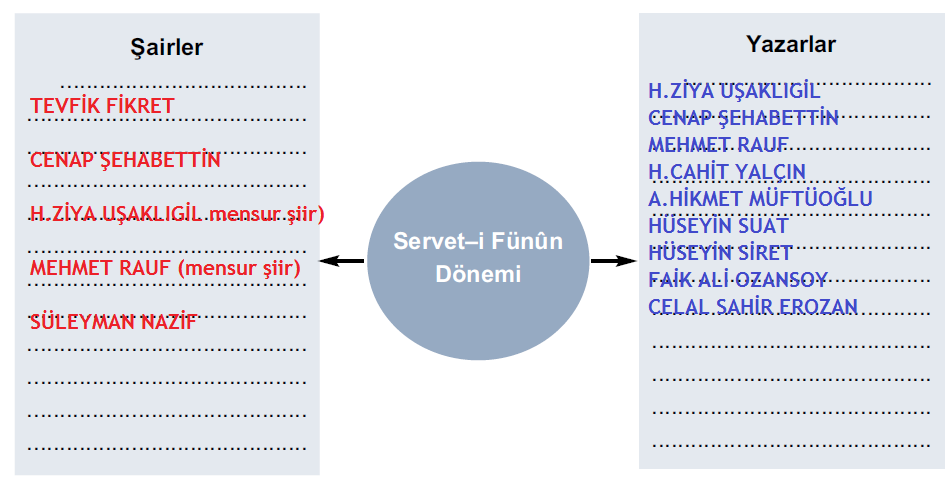 Şairler
TEVFİK FİKRET
CENAP ŞEHABETTİN
H.ZİYA UŞAKLIGİL mensur şiir)
MEHMET RAUF (mensur şiir)
SÜLEYMAN NAZİF
Servet–i Fünûn
Dönemi
Yazarlar
H.ZİYA UŞAKLIGİL
CENAP ŞEHABETTİN
MEHMET RAUF
H.CAHİT YALÇIN
A.HİKMET MÜFTÜOĞLU
HÜSEYİN SUAT
HÜSEYİN SİRET
FAİK ALİ OZANSOY
CELAL SAHİR EROZAN